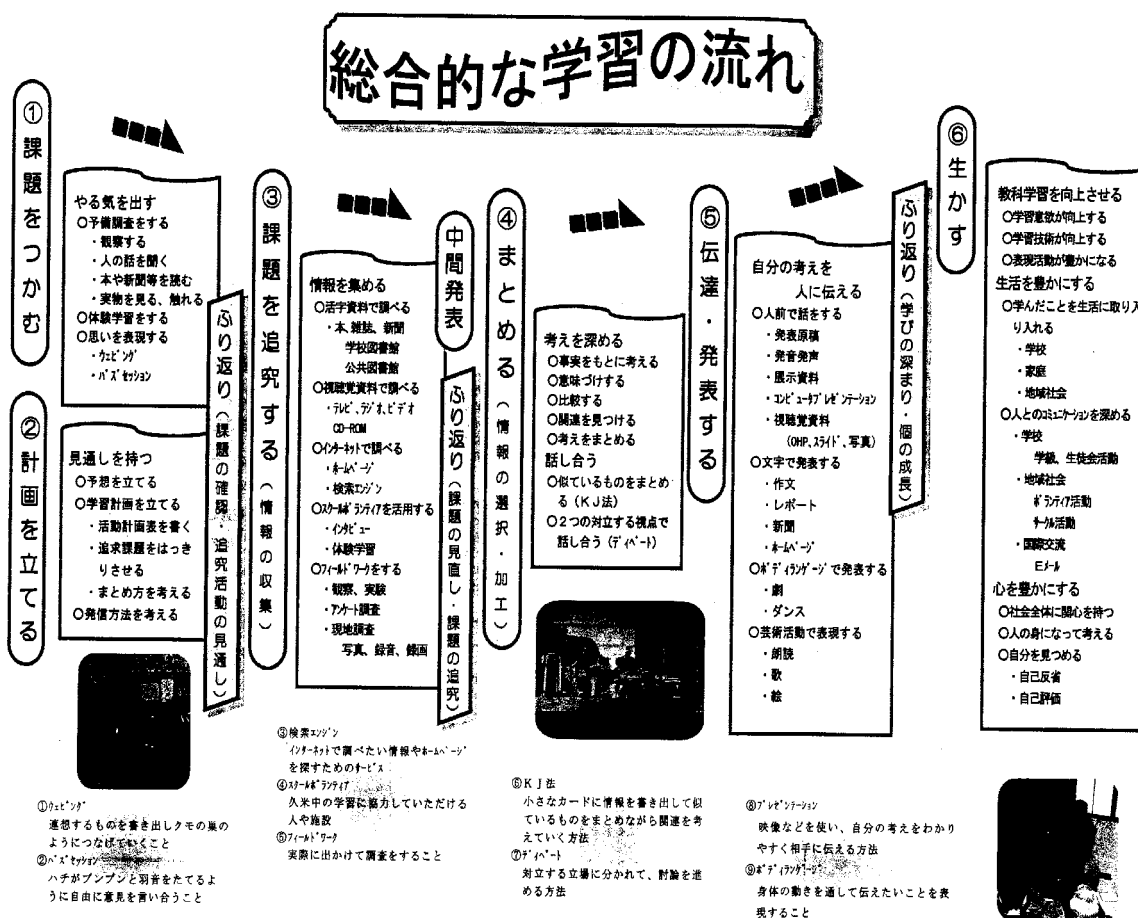 総合的な学習の流れ
①課題をつかむ
やる気を出す
○予備調査をする
・観察する
・人の話を聞く
・本や新聞等を読む
・実物を見る、触れる
○体験学習をする
○思いを表現する
・ウェビング
・バズセッション
②計画を立てる
見通しを持つ
○予想を立てる
○学習計画を立てる
・活動計画表を書く
・追求課題をはっき
りさせる
・まとめ方を考える
○発信方法を考える
ふり返り(課題の確認・追究活動の見通し)
③課題を追究する(情報の収集)
情報を集める
○活字資料で調べる
・本、雑誌、新聞
学校図書館
公共図書館
○視聴覚資料で調べる
・テレビ、ラジオ、ビデオ
CD-ROM
○インターネットで調べる
・ホームページ
・検索エンジン
○スクールボランティアを活用する
・インタビュー
・体験学習
○フィールドワークをする
・観察、実験
・アンケート調査
・現地調査
写真、録音、録画
中間発表
ふり返り(課題の見直し・課題の追究)
④まとめる(情報の選択・加工)
考えを深める
○事実をもとに考える
○意味づけする
○比較する
○関連を見つける
○考えをまとめる
話し合う
○似ているものをまとめ
る(KJ法)
○2つの対立する視点で
話し合う(ディベート)
⑤伝達・発表する
自分の考えを
人に伝える
○人前で話をする
・発表原稿
・発音発声
・展示資料
・コンピュータプレゼンテーション
・視聴覚資料
(OHP、スライド、写真)
○文字で発表する
・作文
・レポート
・新聞
・ホームページ
○ボディランゲージで発表する
・劇
・ダンス
○芸術活動で表現する
・朗読
・歌
・絵
ふり返り(学びの深まり・個の成長)
⑥生かす
教科学習を向上させる
○学習意欲が向上する
○学習技術が向上する
○表現活動が豊かになる
生活を豊かにする
○学んだことを生活に取り入
り入れる
・学校
・家庭
・地域社会
○人とのコミュニケーションを深める
・学校
学級、生徒会活動
・地域社会
ボランティア活動
サークル活動
・国際交流
Eメール
心を豊かにする
○社会全体に関心を持つ
○人の身になって考える
○自分を見つめる
・自己反省
・自己評価
①ウェビング
連想するものを書き出しクモの巣の
ようにつなげていくこと
②バズセッション
ハチがブンブンと羽音をたてるよ
うに自由に意見を言い合うこと
③検索エンジン
インターネットで調べたい情報やホームページ
を探すためのサービス
④スクールボランティア
久米中の学習に協力していただける
人や施設
⑤フィールドワーク
実際に出かけて調査をすること
⑥KJ法
小さなカードに情報を書き出して似
ているものをまとめながら関連を考
えていく方法
⑦ディベート
対立する立場に分かれて、討論を進
める方法
⑧プレゼンテーション
映像などを使い、自分の考えをわかり
やすく相手に伝える方法
⑨ボディランゲージ
身体の動きを通して伝えたいことを表
現すること